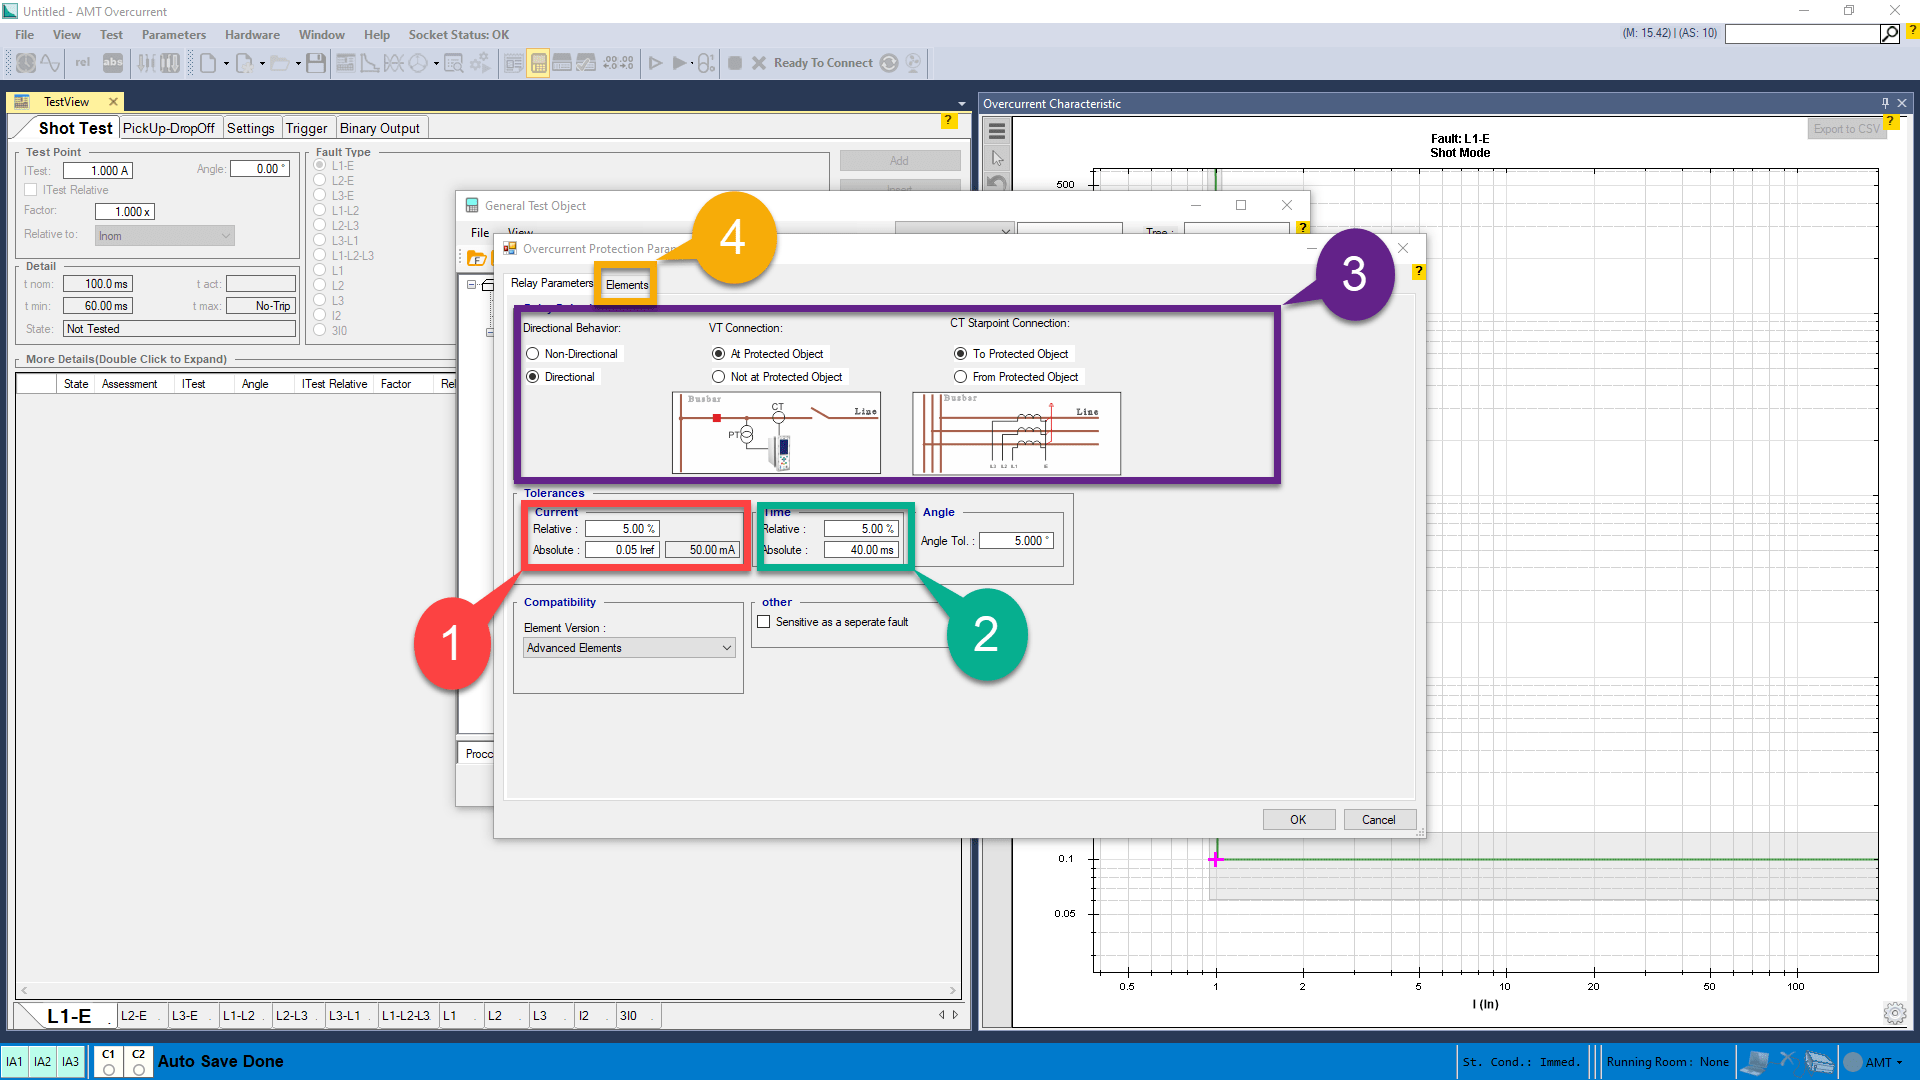 Untitled - AMT Overcurrent
File View Test Parameters Hardware Window Help Socket Status: OK
(M: 15.42) | (AS: 10)
?
rel abs
Ready To Connect
TestView
Overcurrent Characteristic
Shot Test PickUp-DropOff Settings Trigger Binary Output
?
Test Point
ITest: 1.000 A Angle: 0.00 °
ITest Relative
Factor: 1.000 x
Relative to: Inom
Detail
t nom: 100.0 ms t act:
t min: 60.00 ms t max: No-Trip
State: Not Tested
Fault Type
L1-E
L2-E
L3-E
L1-L2
L2-L3
L3-L1
L1-L2-L3
L1
L2
L3
I2
3I0
Add
Insert
More Details(Double Click to Expand)
State Assessment ITest Angle ITest Relative Factor Rel
General Test Object
File View
Tree :
?
Overcurrent Protection Para
4
3
?
Relay Parameters Elements
Directional Behavior: VT Connection: CT Starpoint Connection:
Non-Directional At Protected Object To Protected Object
Directional Not at Protected Object From Protected Object
Busbar CT Line
PT
Busbar Line
IL3 IL2 IL1 IE
Tolerances
Current
Relative : 5.00 %
Absolute : 0.05 Iref 50.00 mA
Time
Relative : 5.00 %
Absolute : 40.00 ms
Angle
Angle Tol. : 5.000 °
1
2
Compatibility
Element Version :
Advanced Elements
other
Sensitive as a seperate fault
Procc
OK Cancel
Fault: L1-E
Shot Mode
Export to CSV
?
500
0.1
0.05
0.5 1 2 5 10 20 50 100
I (In)
L1-E L2-E L3-E L1-L2 L2-L3 L3-L1 L1-L2-L3 L1 L2 L3 I2 3I0
IA1 IA2 IA3 C1 C2 Auto Save Done
St. Cond.: Immed. Running Room: None AMT